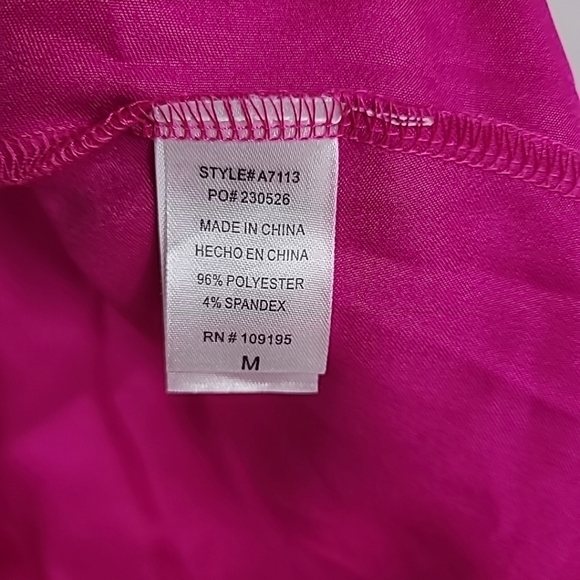 STYLE# A7113
PO# 230526
MADE IN CHINA
HECHO EN CHINA
96% POLYESTER
4% SPANDEX
RN # 109195
M